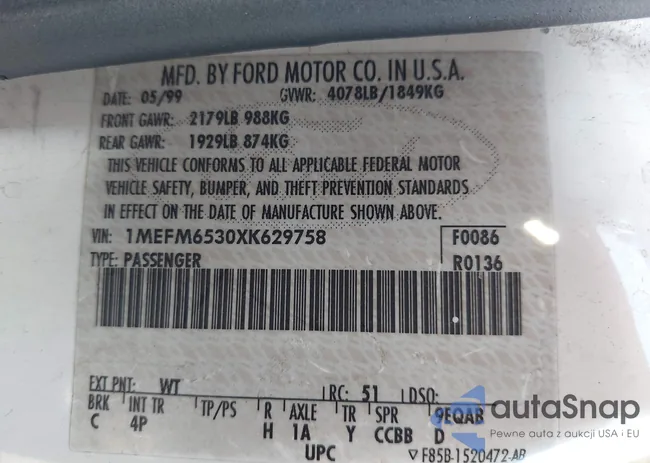 MFD. BY FORD MOTOR CO. IN U.S.A.
DATE: 05/99 GVWR: 4078LB/1849KG
FRONT GAWR: 2179LB 988KG
REAR GAWR: 1929LB 874KG
THIS VEHICLE CONFORMS TO ALL APPLICABLE FEDERAL MOTOR
VEHICLE SAFETY, BUMPER, AND THEFT PREVENTION STANDARDS
IN EFFECT ON THE DATE OF MANUFACTURE SHOWN ABOVE.
VIN: 1MEFM6530XK629758 F0086
TYPE: PASSENGER R0136
EXT PNT: WT RC: 51 DSO:
BRK INT TR TP/PS R AXLE TR SPR 9EQAB
C 4P H 1A Y CCBB D
UPC ▽F85B-1520472-AB
autoSnap
Pewne auta z aukcji USA i EU